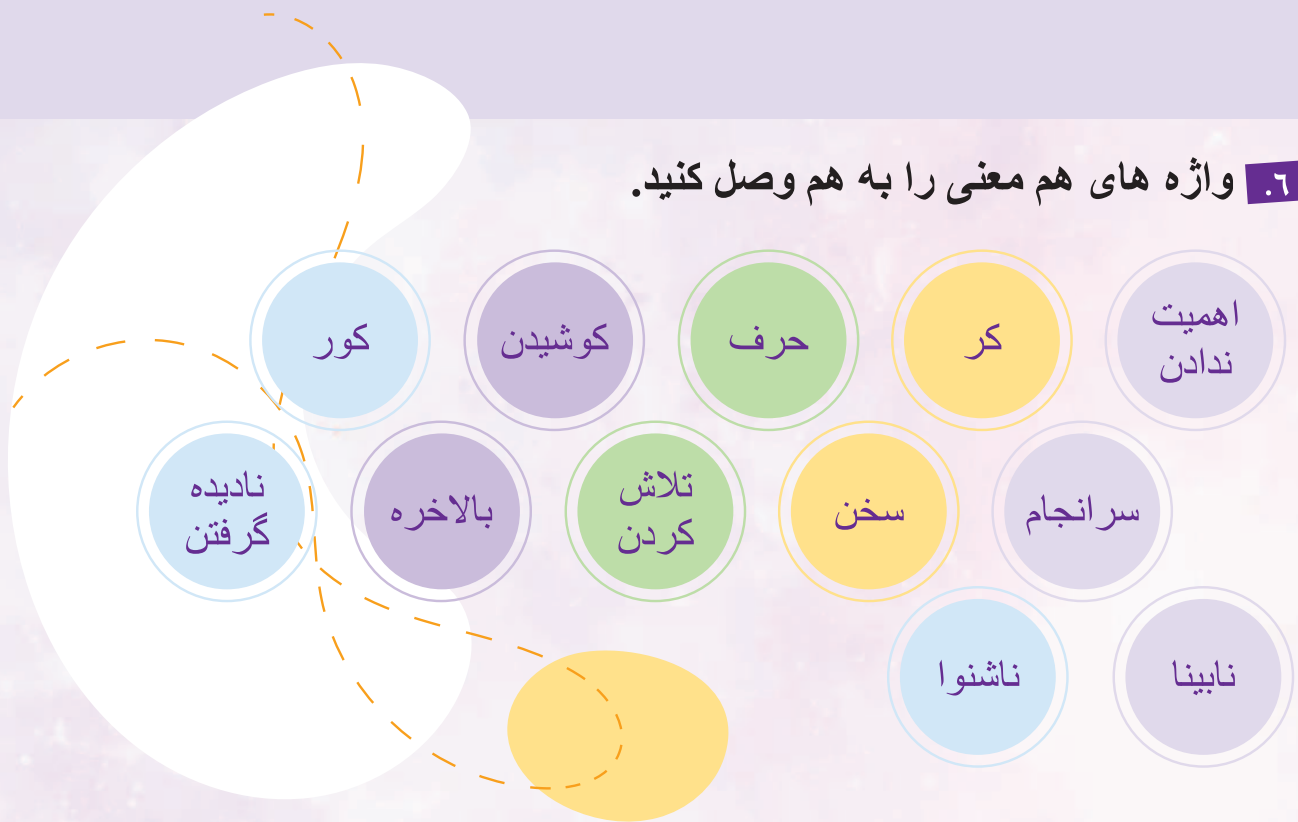 ٦. واژه های هم معنی را به هم وصل کنید.
اهمیت
ندادن
کر
حرف
کوشیدن
کور
سرانجام
سخن
تلاش
کردن
بالاخره
نادیده
گرفتن
نابینا
ناشنوا